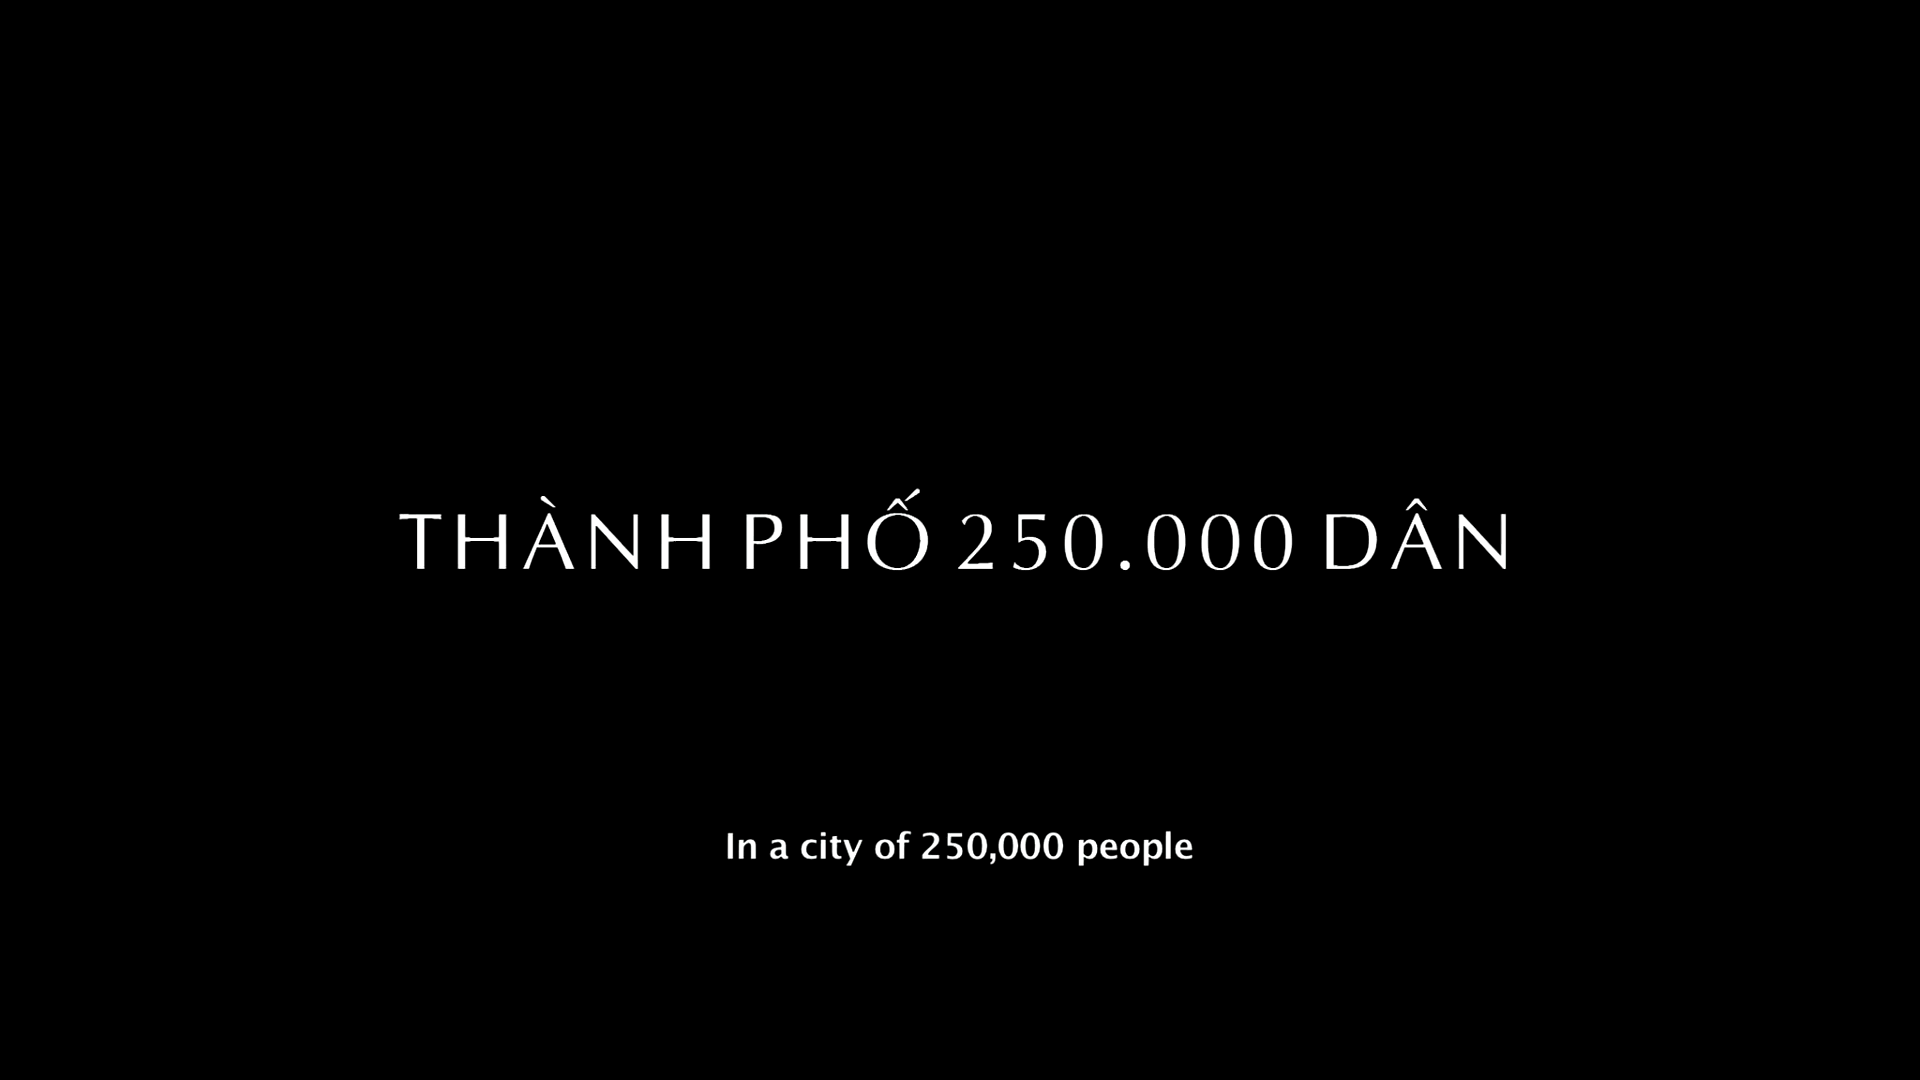 THÀNH PHỐ 250.000 DÂN
In a city of 250,000 people